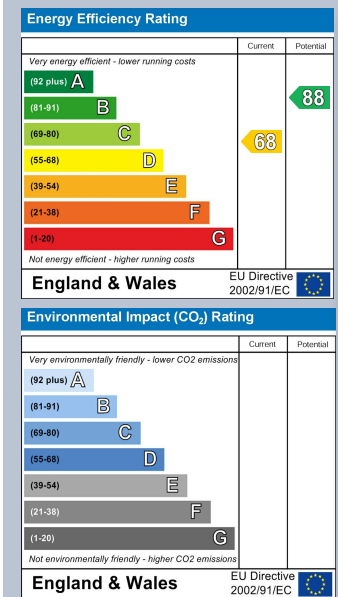 Energy Efficiency Rating
Current Potential
Very energy efficient - lower running costs
(92 plus) A
(81-91) B
88
(69-80) C
68
(55-68) D
(39-54) E
(21-38) F
(1-20) G
Not energy efficient - higher running costs
England & Wales
EU Directive
2002/91/EC
Environmental Impact (CO₂) Rating
Current Potential
Very environmentally friendly - lower CO2 emissions
(92 plus) A
(81-91) B
(69-80) C
(55-68) D
(39-54) E
(21-38) F
(1-20) G
Not environmentally friendly - higher CO2 emissions
England & Wales
EU Directive
2002/91/EC